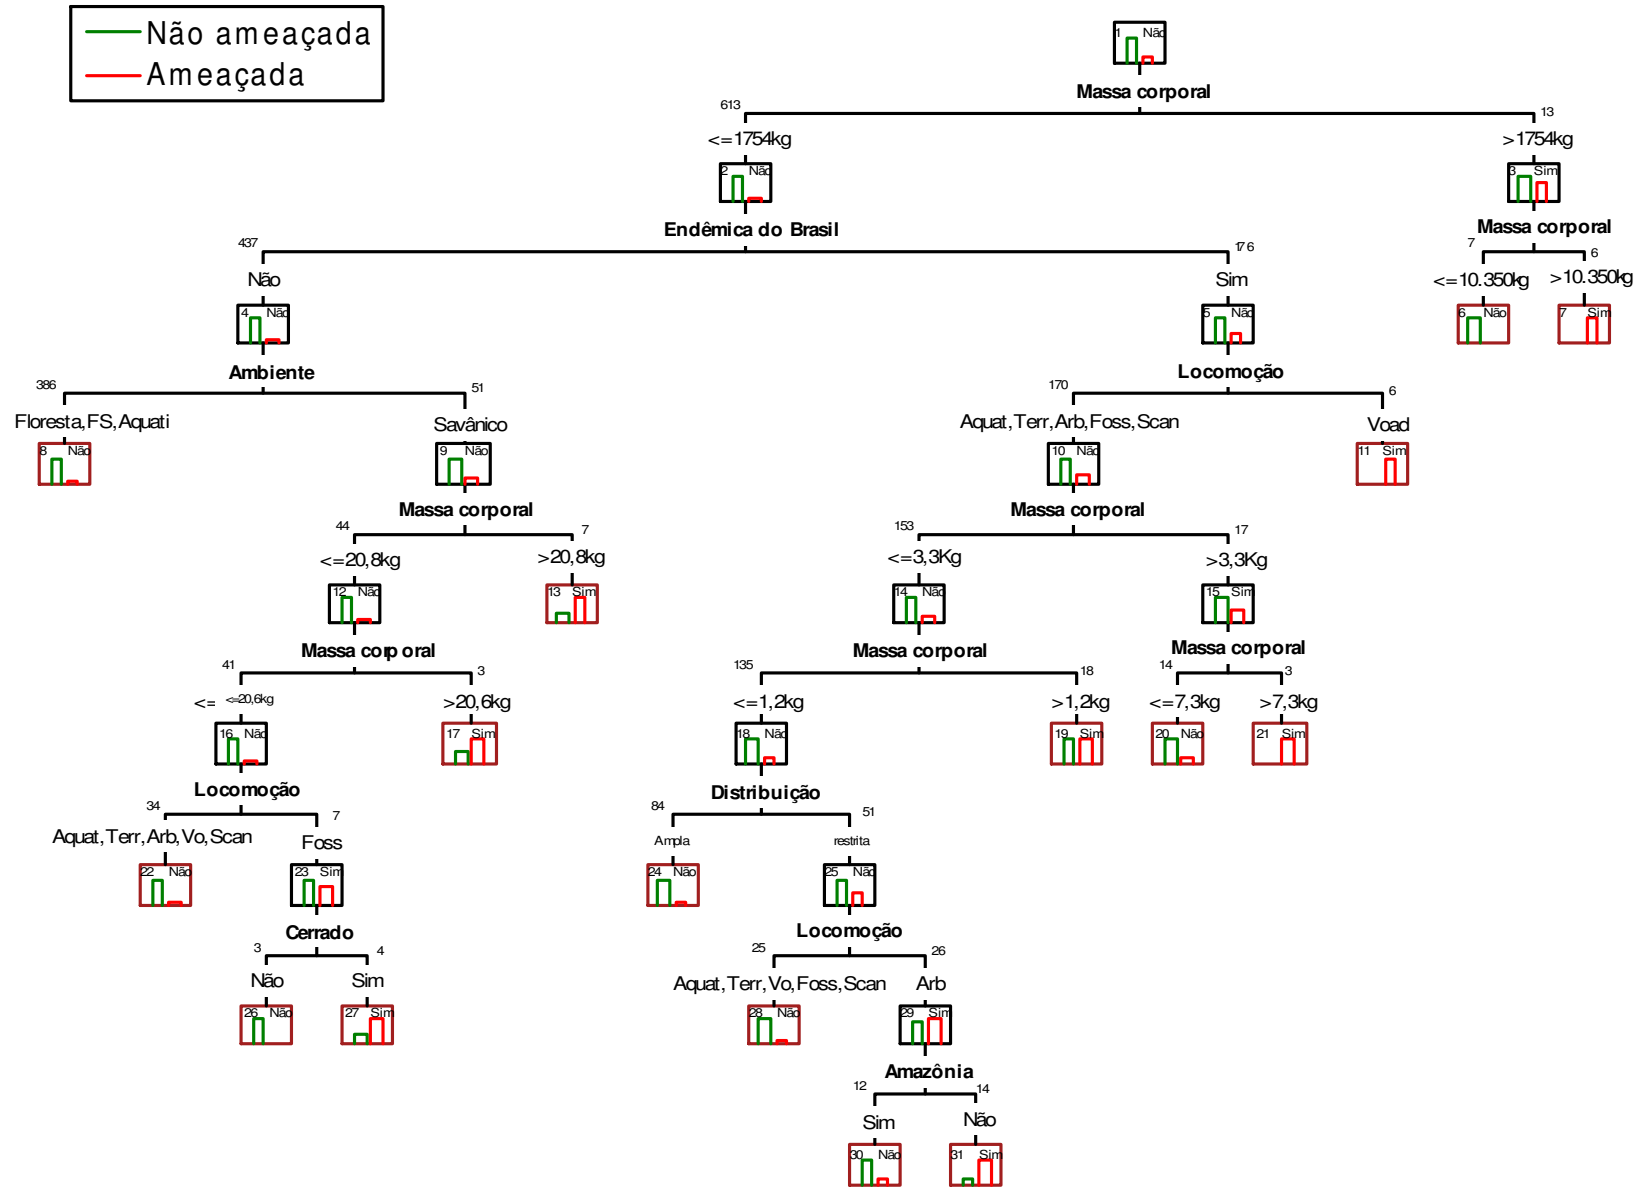 Não ameaçada
Ameaçada
1 Não
Massa corporal
613 13
<=1754kg >1754kg
2 Não 3 Sim
Endêmica do Brasil Massa corporal
437 176 7 6
Não Sim <=10.350kg >10.350kg
4 Não 5 Não 6 Não 7 Sim
Ambiente Locomoção
386 51 170 6
Floresta,FS,Aquati Savânico Aquat,Terr,Arb,Foss,Scan Voad
8 Não 9 Não 10 Não 11 Sim
Massa corporal Massa corporal
44 7 153 17
<=20,8kg >20,8kg <=3,3Kg >3,3Kg
12 Não 13 Sim 14 Não 15 Sim
Massa corporal Massa corporal Massa corporal
41 3 135 18 14 3
<= <=20,6kg >20,6kg <=1,2kg >1,2kg <=7,3kg >7,3kg
16 Não 17 Sim 18 Não 19 Sim 20 Não 21 Sim
Locomoção Distribuição
34 7 84 51
Aquat,Terr,Arb,Vo,Scan Foss Ampla restrita
22 Não 23 Sim 24 Não 25 Não
Cerrado Locomoção
3 4 25 26
Não Sim Aquat,Terr,Vo,Foss,Scan Arb
26 Não 27 Sim 28 Não 29 Sim
Amazônia
12 14
Sim Não
30 Não 31 Sim